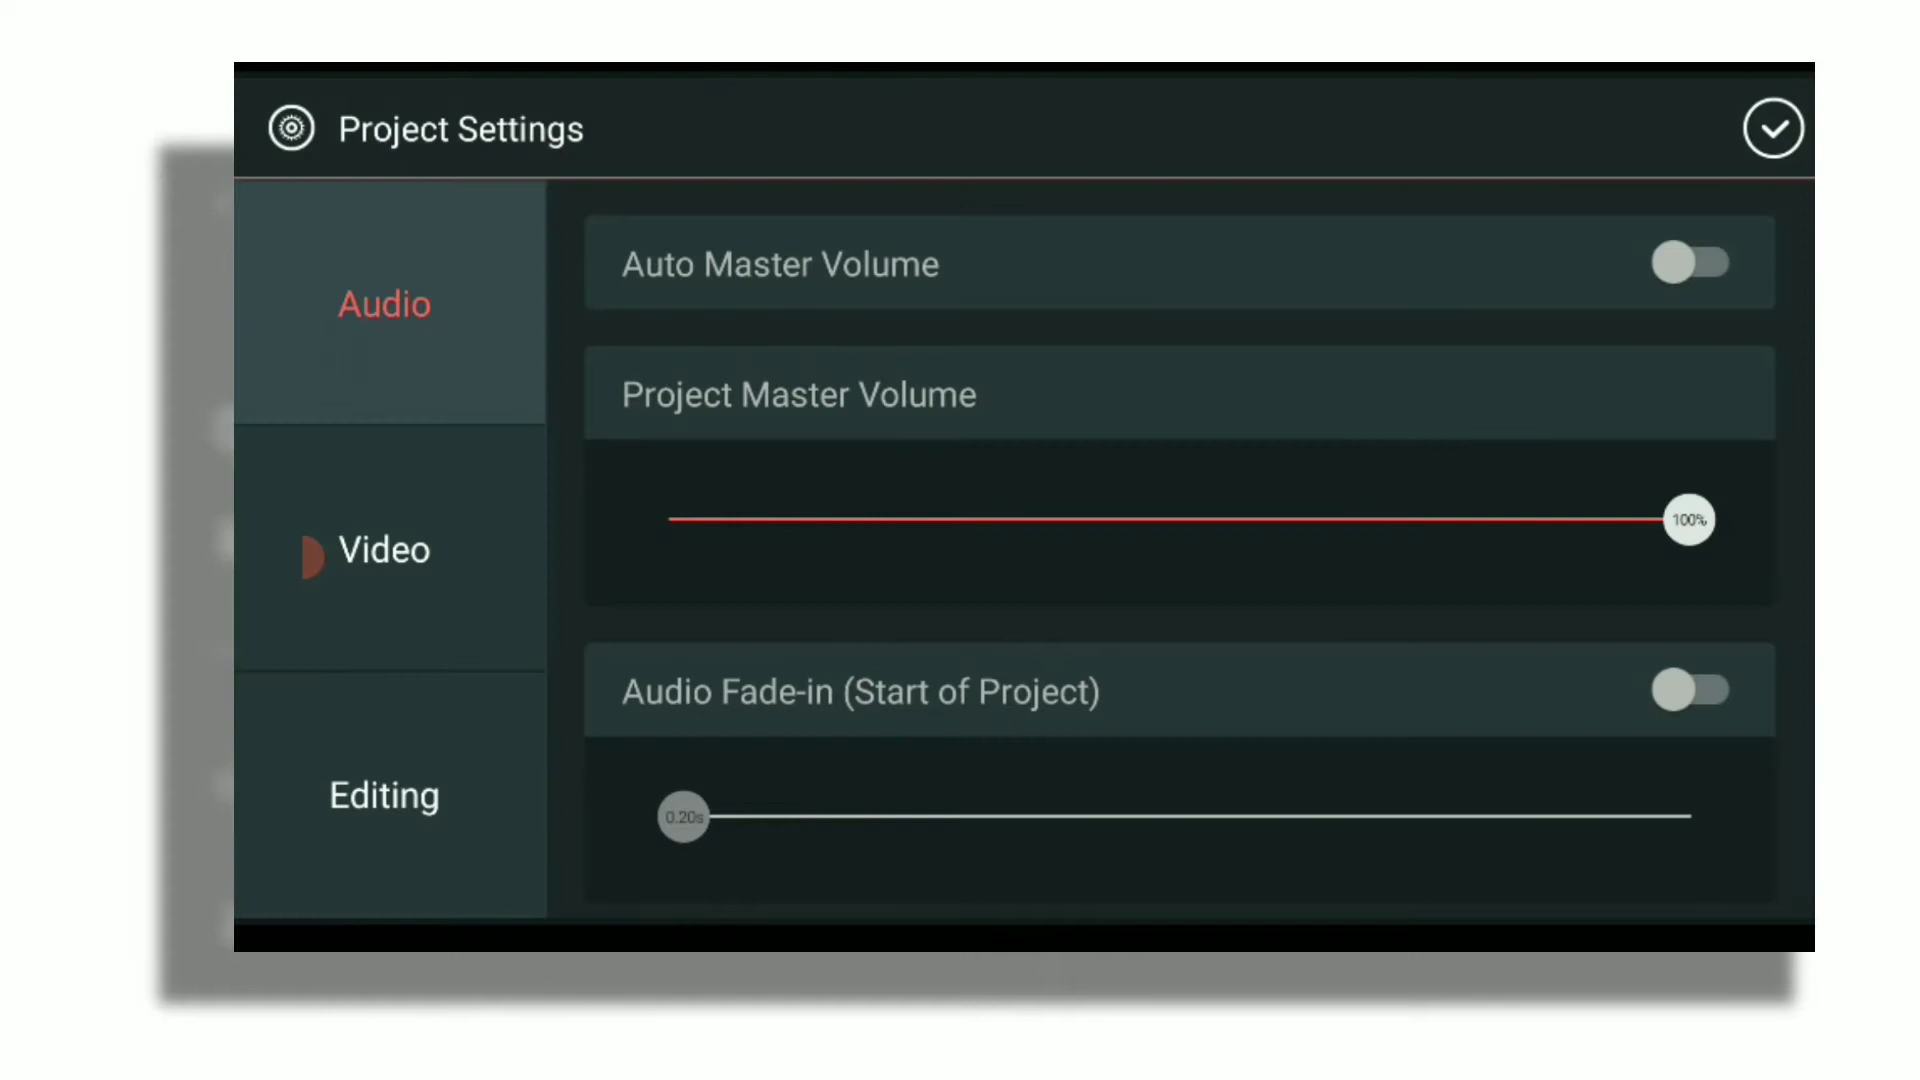 Project Settings
Audio
Auto Master Volume
Project Master Volume
100%
Video
Audio Fade-in (Start of Project)
Editing
0.20s